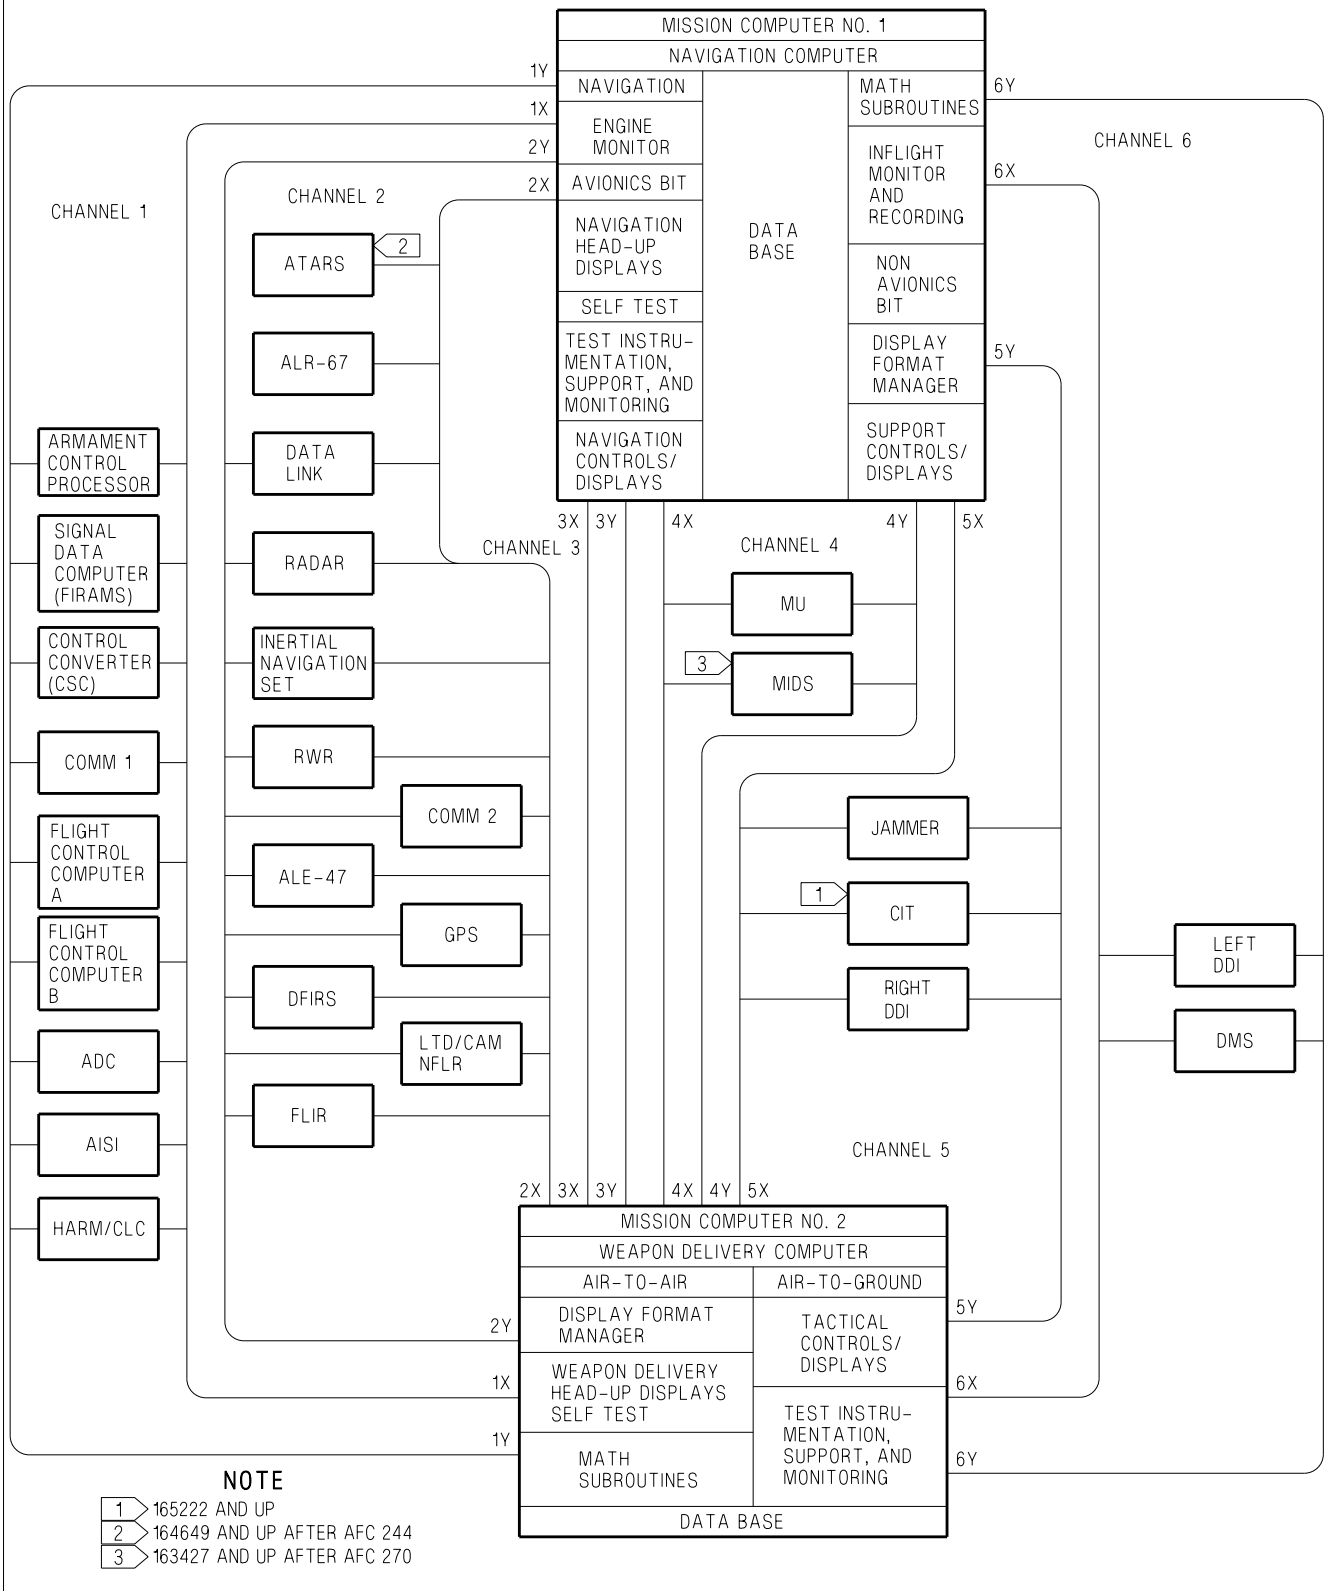 MISSION COMPUTER NO. 1
NAVIGATION COMPUTER
1Y
1X
2Y
2X
NAVIGATION
ENGINE
MONITOR
AVIONICS BIT
NAVIGATION
HEAD-UP
DISPLAYS
SELF TEST
TEST INSTRU-
MENTATION,
SUPPORT, AND
MONITORING
NAVIGATION
CONTROLS/
DISPLAYS
DATA
BASE
MATH
SUBROUTINES
INFLIGHT
MONITOR
AND
RECORDING
NON
AVIONICS
BIT
DISPLAY
FORMAT
MANAGER
SUPPORT
CONTROLS/
DISPLAYS
6Y
6X
5Y
CHANNEL 6
3X
3Y
4X
4Y
5X
CHANNEL 1
ARMAMENT
CONTROL
PROCESSOR
SIGNAL
DATA
COMPUTER
(FIRAMS)
CONTROL
CONVERTER
(CSC)
COMM 1
FLIGHT
CONTROL
COMPUTER
A
FLIGHT
CONTROL
COMPUTER
B
ADC
AISI
HARM/CLC
CHANNEL 2
ATARS
2
ALR-67
DATA
LINK
RADAR
INERTIAL
NAVIGATION
SET
RWR
COMM 2
ALE-47
GPS
DFIRS
LTD/CAM
NFLR
FLIR
CHANNEL 3
CHANNEL 4
MU
3
MIDS
JAMMER
1
CIT
RIGHT
DDI
CHANNEL 5
LEFT
DDI
DMS
2X
3X
3Y
4X
4Y
5X
MISSION COMPUTER NO. 2
WEAPON DELIVERY COMPUTER
AIR-TO-AIR
AIR-TO-GROUND
DISPLAY FORMAT
MANAGER
WEAPON DELIVERY
HEAD-UP DISPLAYS
SELF TEST
MATH
SUBROUTINES
TACTICAL
CONTROLS/
DISPLAYS
TEST INSTRU-
MENTATION,
SUPPORT, AND
MONITORING
DATA BASE
2Y
1X
1Y
5Y
6X
6Y
NOTE
1 165222 AND UP
2 164649 AND UP AFTER AFC 244
3 163427 AND UP AFTER AFC 270